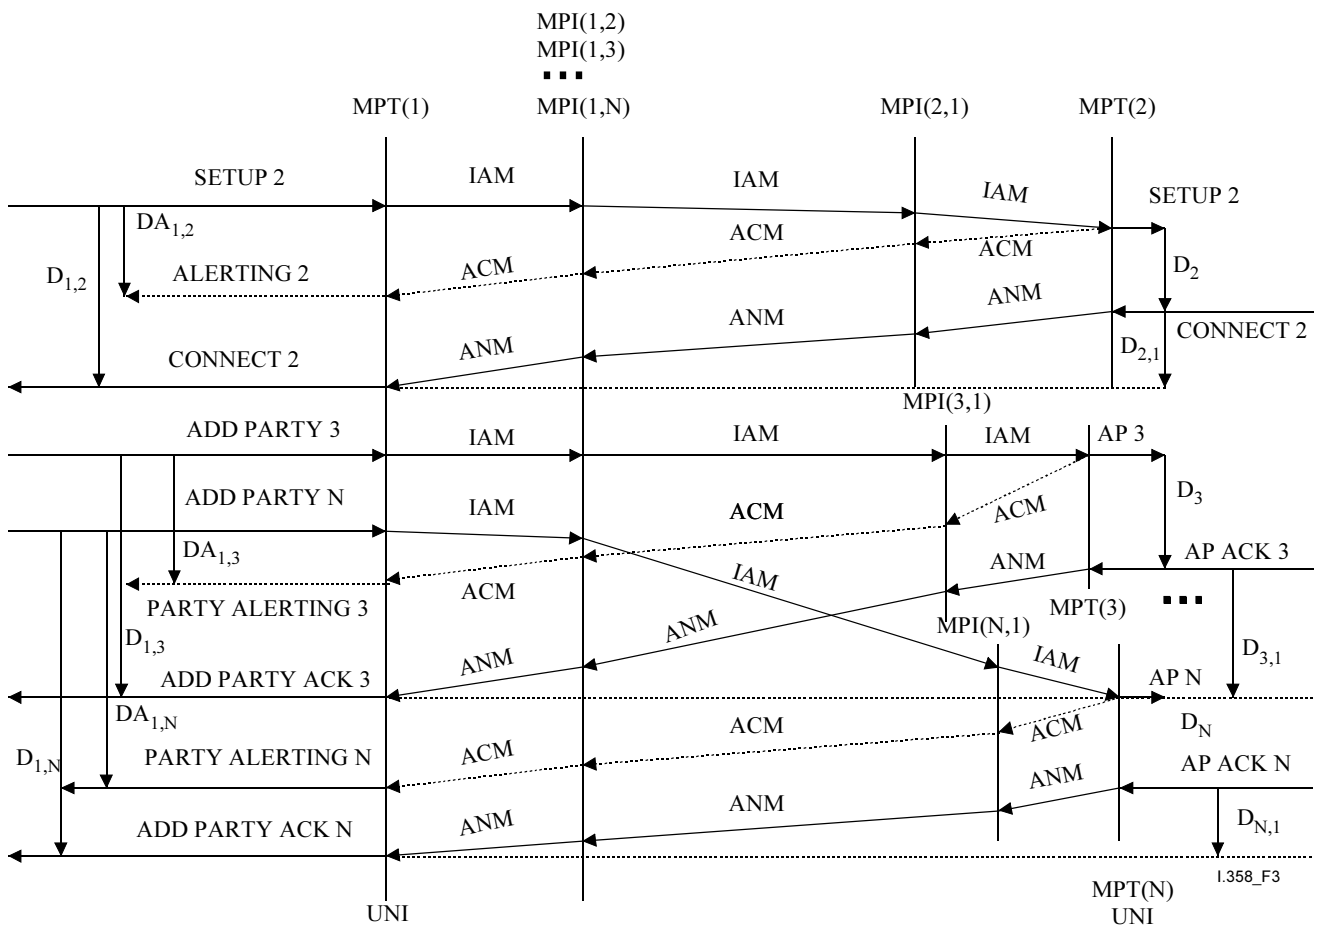 MPI(1,2)
MPI(1,3)
...
MPT(1) MPI(1,N) MPI(2,1) MPT(2)
SETUP 2 IAM IAM IAM SETUP 2
DA1,2 ACM ACM
D1,2 ALERTING 2 ACM D2
ANM
CONNECT 2 ANM ANM CONNECT 2
D2,1
MPI(3,1)
ADD PARTY 3 IAM IAM IAM AP 3
ADD PARTY N IAM ACM ACM D3
DA1,3 IAM ANM AP ACK 3
PARTY ALERTING 3 ACM MPT(3) ...
D1,3 ANM MPI(N,1)
ADD PARTY ACK 3 ANM IAM AP N D3,1
DA1,N ACM ACM DN
D1,N PARTY ALERTING N ACM AP ACK N
ANM
ADD PARTY ACK N ANM ANM DN,1
I.358_F3
MPT(N)
UNI UNI